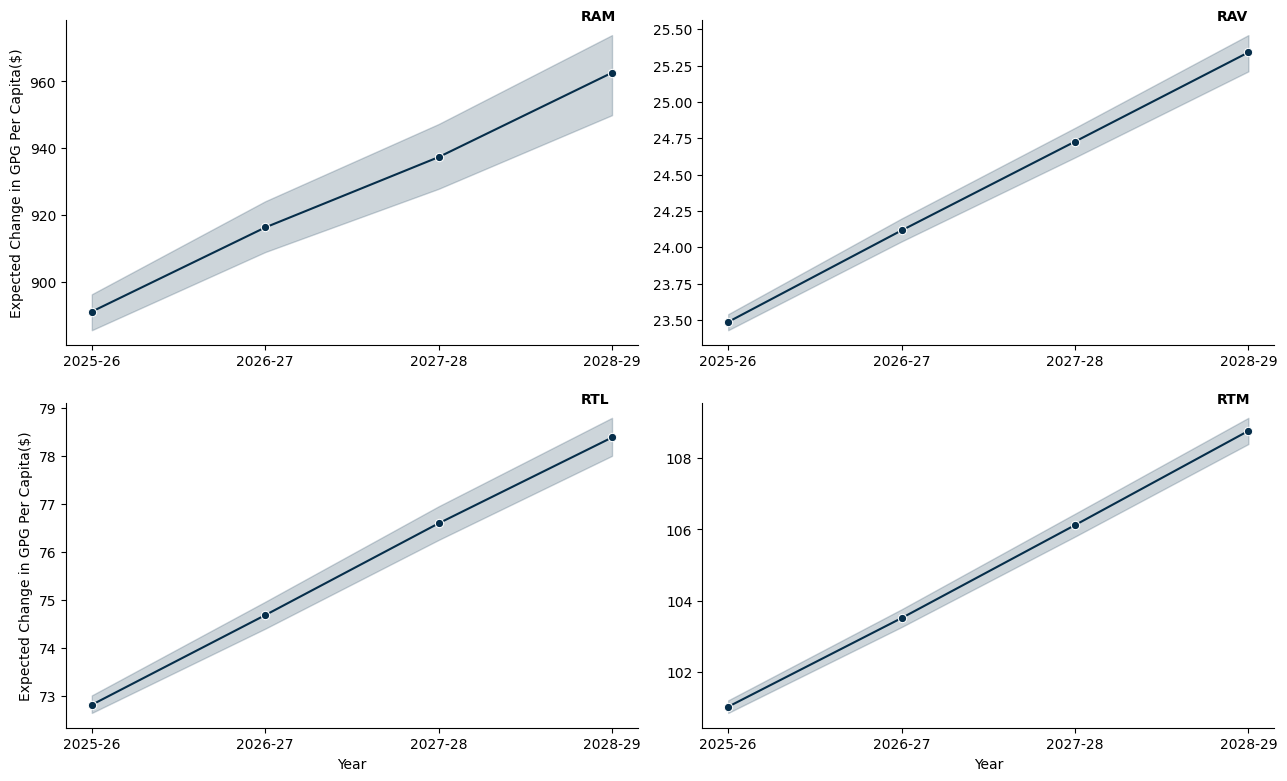 RAM
Expected Change in GPG Per Capita($)
960
940
920
900
2025-26 2026-27 2027-28 2028-29
RAV
25.50
25.25
25.00
24.75
24.50
24.25
24.00
23.75
23.50
2025-26 2026-27 2027-28 2028-29
RTL
Expected Change in GPG Per Capita($)
79
78
77
76
75
74
73
2025-26 2026-27 2027-28 2028-29
Year
RTM
108
106
104
102
2025-26 2026-27 2027-28 2028-29
Year